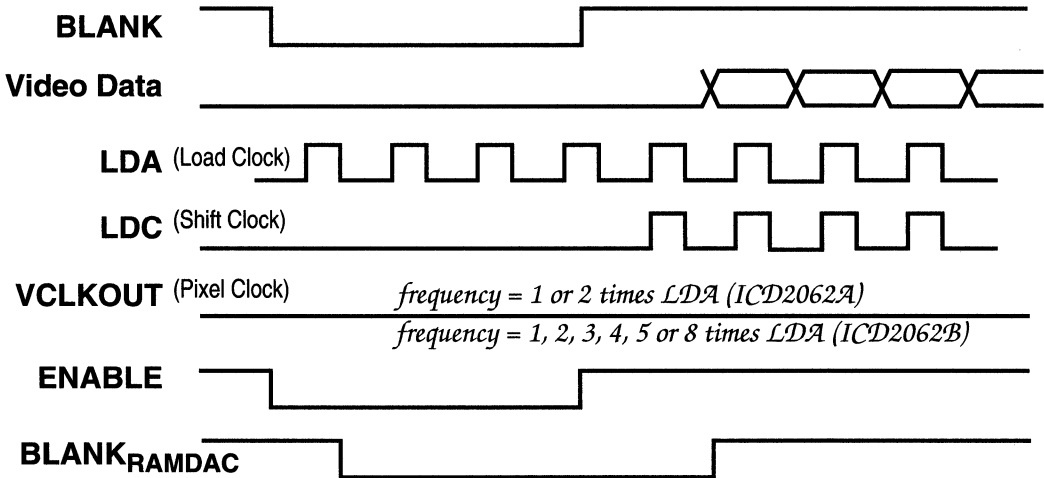 BLANK
Video Data
LDA (Load Clock)
LDC (Shift Clock)
VCLKOUT (Pixel Clock) frequency = 1 or 2 times LDA (ICD2062A)
frequency = 1, 2, 3, 4, 5 or 8 times LDA (ICD2062B)
ENABLE
BLANKRAMDAC